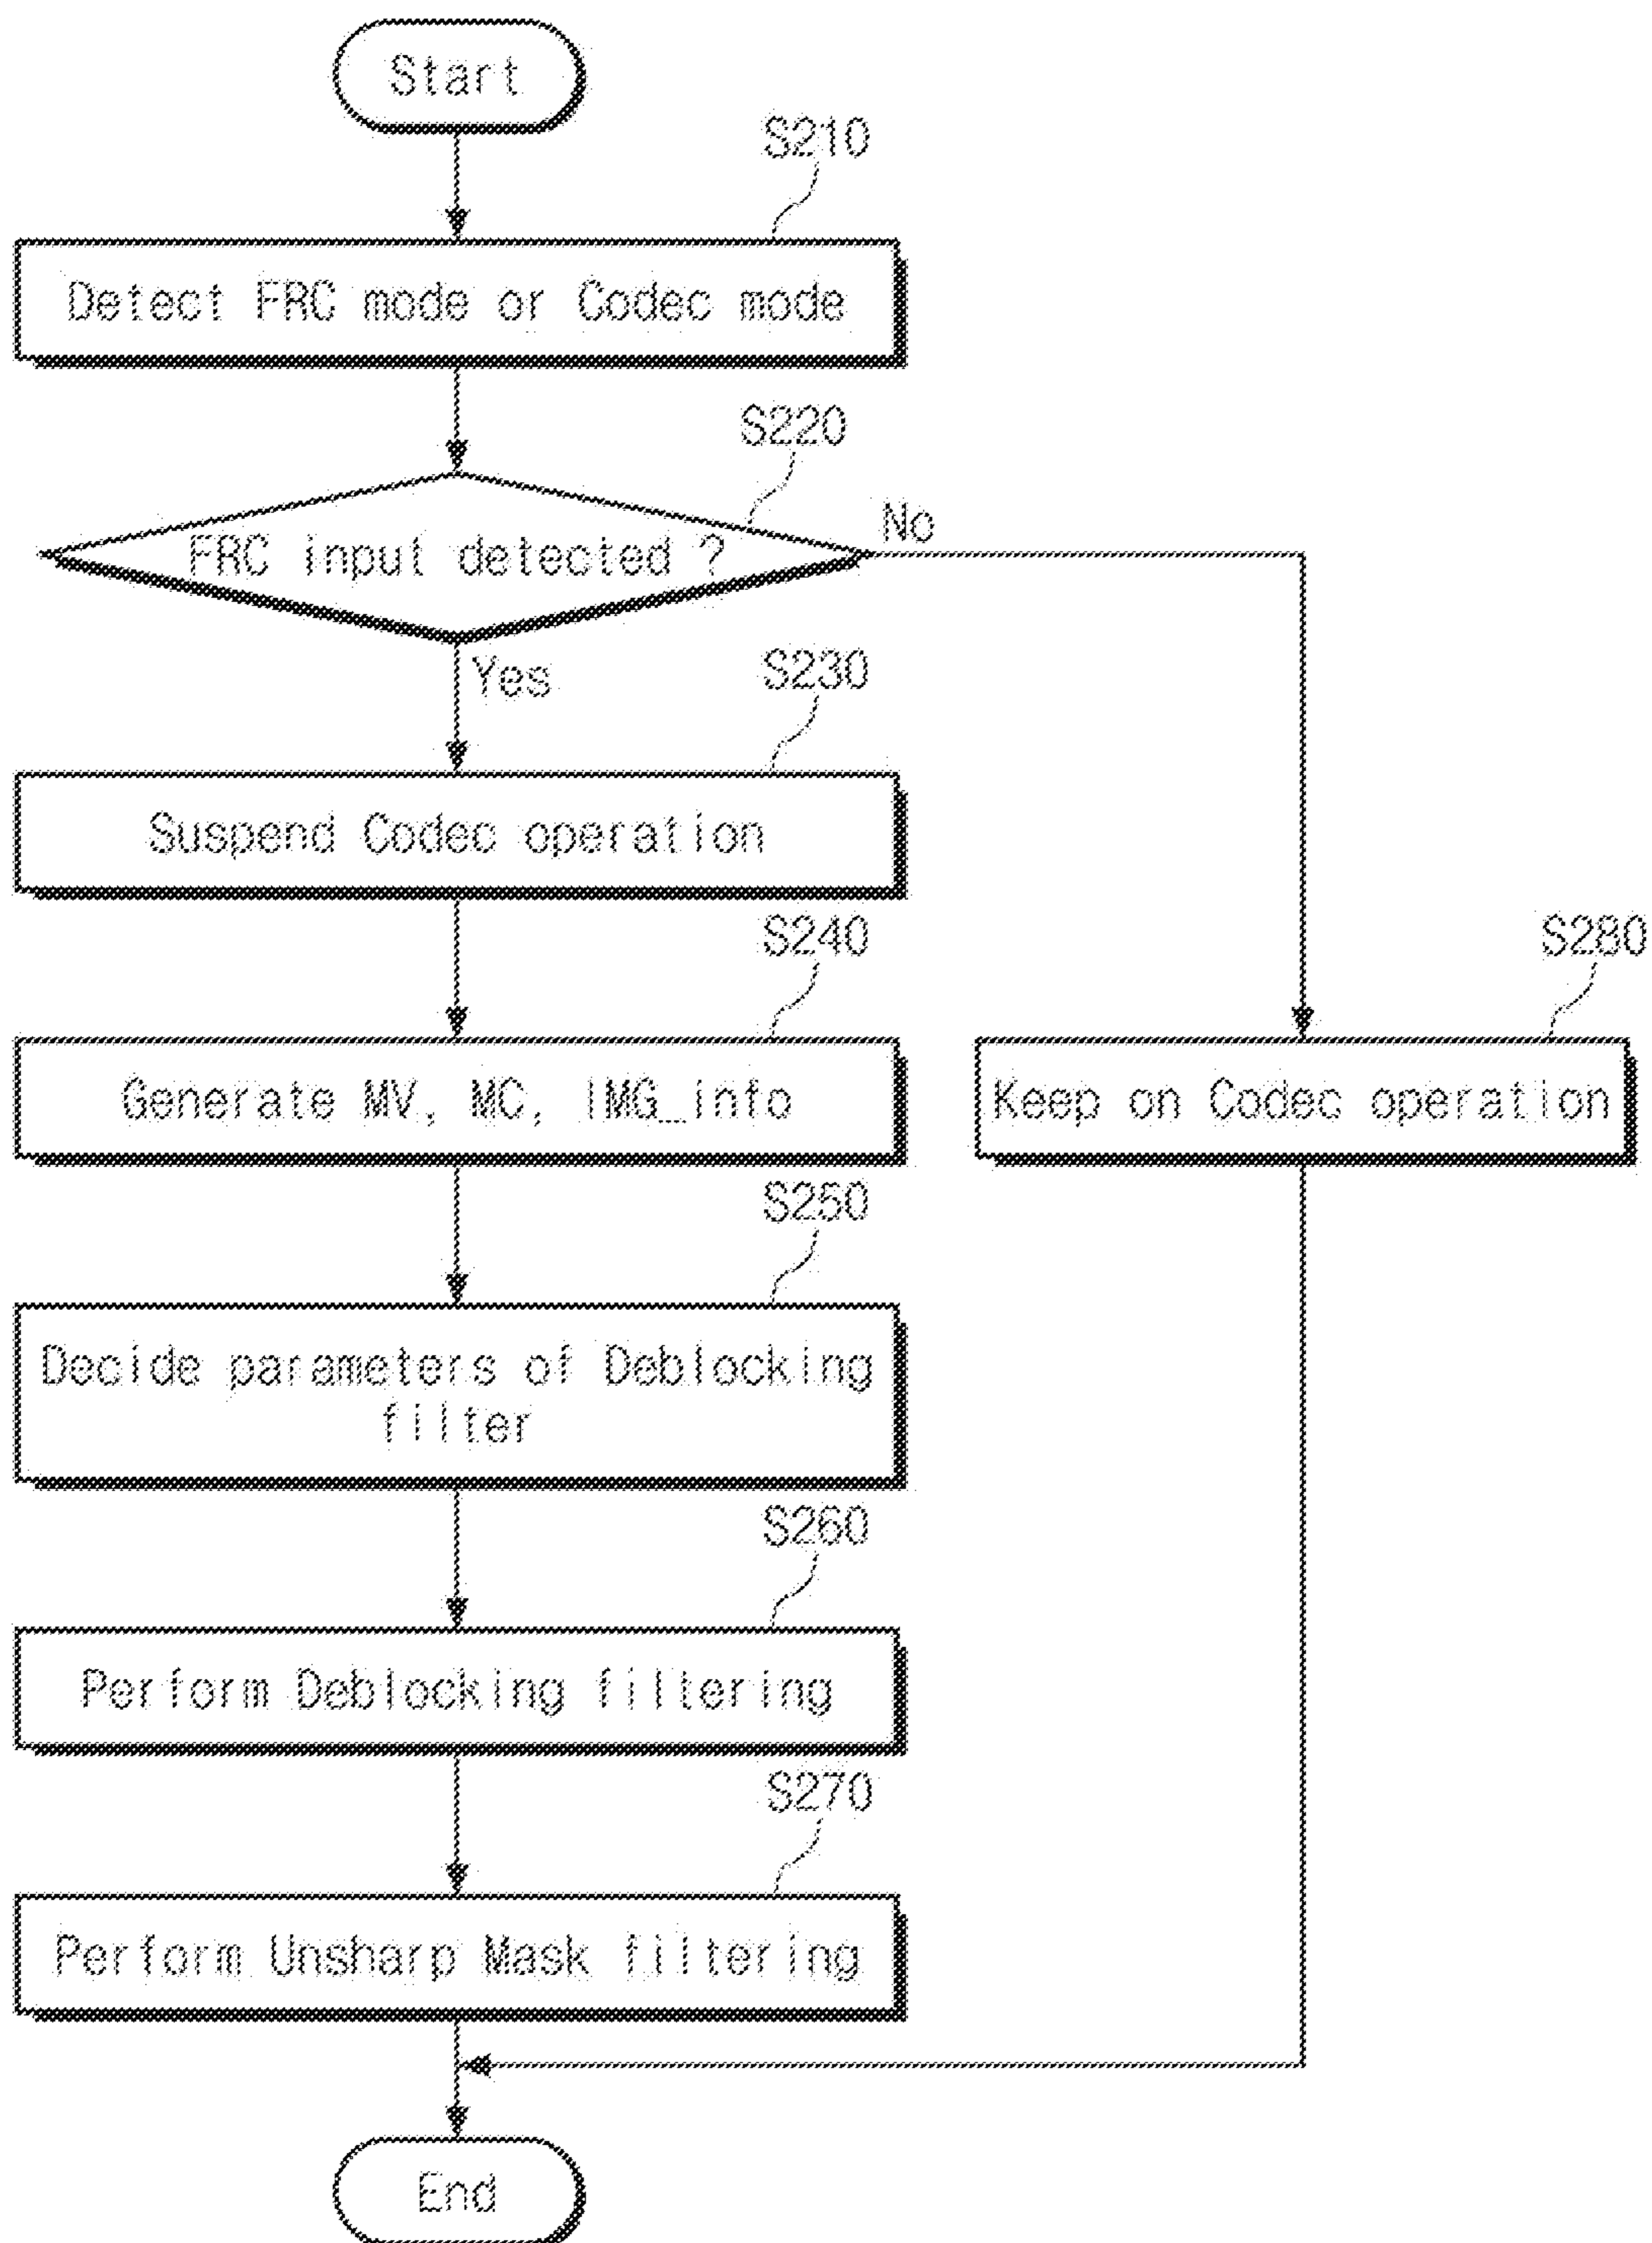 Start
S210
Detect FRC mode or Codec mode
S220
FRC input detected ?
No
Yes
S230
Suspend Codec operation
S240
Generate MV, MC, IMG_info
S280
Keep on Codec operation
S250
Decide parameters of Deblocking
filter
S260
Perform Deblocking filtering
S270
Perform Unsharp Mask filtering
End